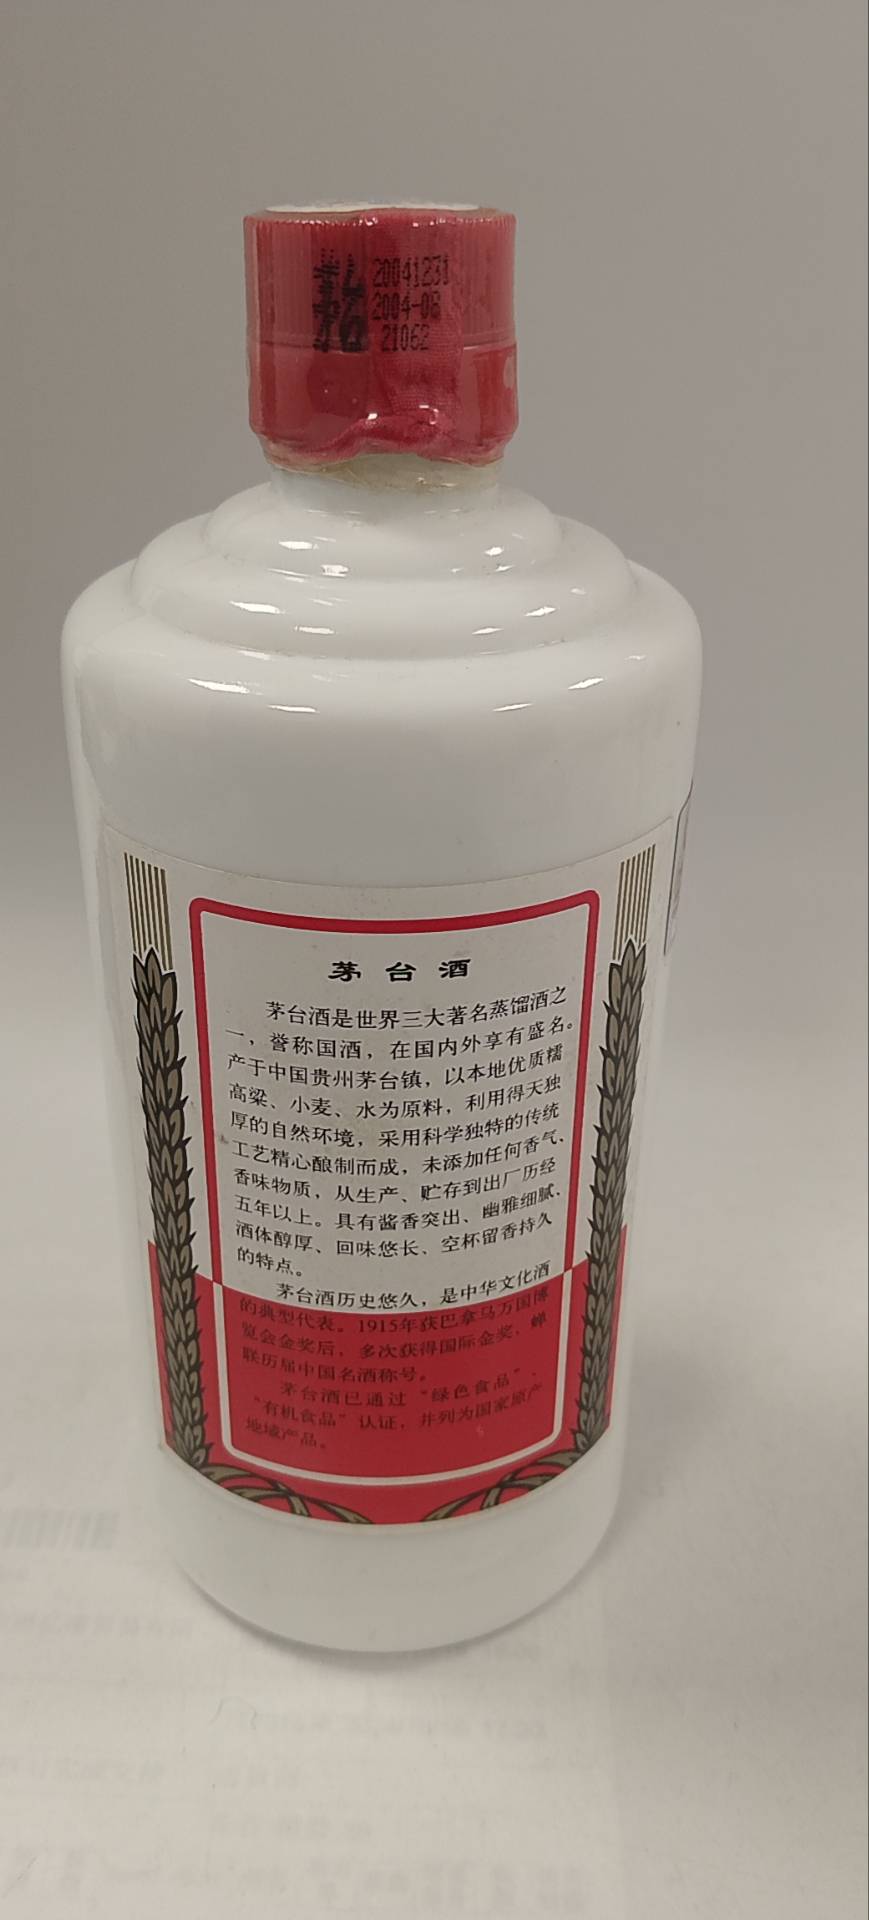 20041231
2004-08
21062
茅台酒
茅台酒是世界三大著名蒸馏酒之
一，誉称国酒，在国内外享有盛名。
产于中国贵州茅台镇，以本地优质糯
高粱、小麦、水为原料，利用得天独
厚的自然环境，采用科学独特的传统
工艺精心酿制而成，未添加任何香气、
香味物质，从生产、贮存到出厂历经
五年以上。具有酱香突出、幽雅细腻、
酒体醇厚、回味悠长、空杯留香持久
的特点。
茅台酒历史悠久，是中华文化酒
的典型代表。1915年获巴拿马万国博
览会金奖后，多次获得国际金奖，蝉
联历届中国名酒称号。
茅台酒已通过“绿色食品”、
“有机食品”认证，并列为国家原产
地域产品。